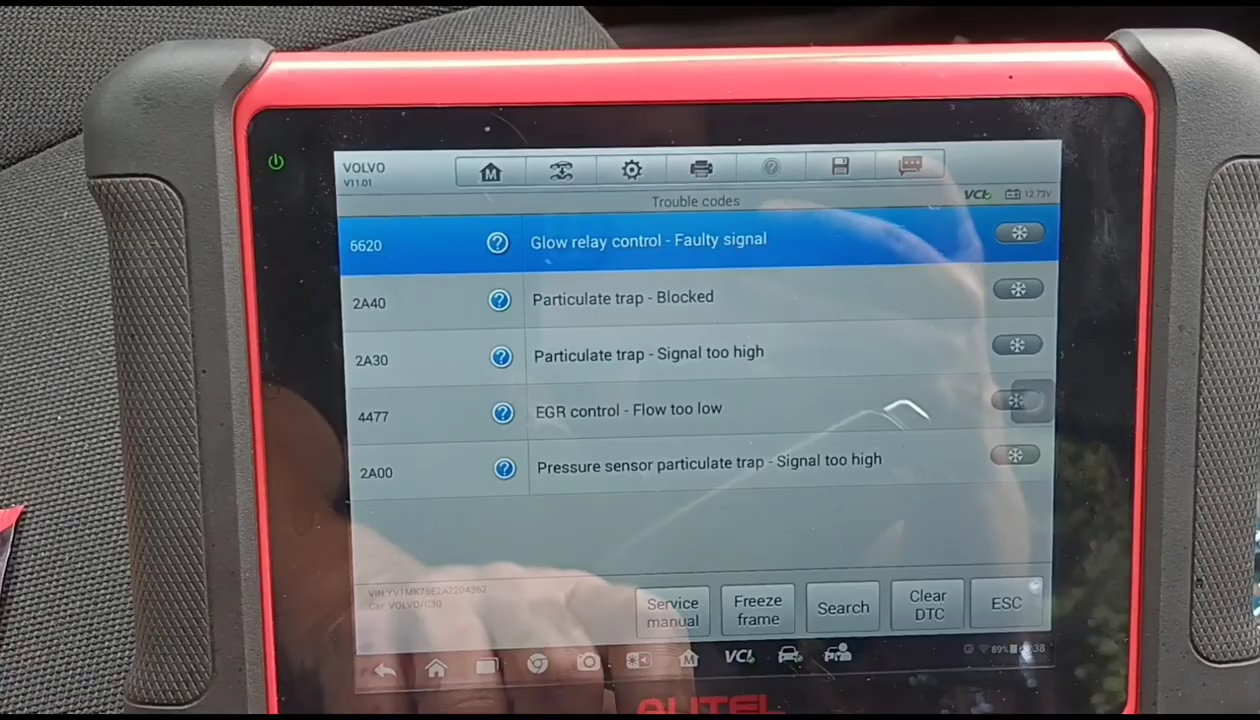 VOLVO
V11.01
M
Trouble codes
VCI
12.73V
6620
?
Glow relay control - Faulty signal
2A40
?
Particulate trap - Blocked
2A30
?
Particulate trap - Signal too high
4477
?
EGR control - Flow too low
2A00
?
Pressure sensor particulate trap - Signal too high
Car VOLVO/C30
Service
manual
Freeze
frame
Search
Clear
DTC
ESC
M
VCI
89%
AUTEL